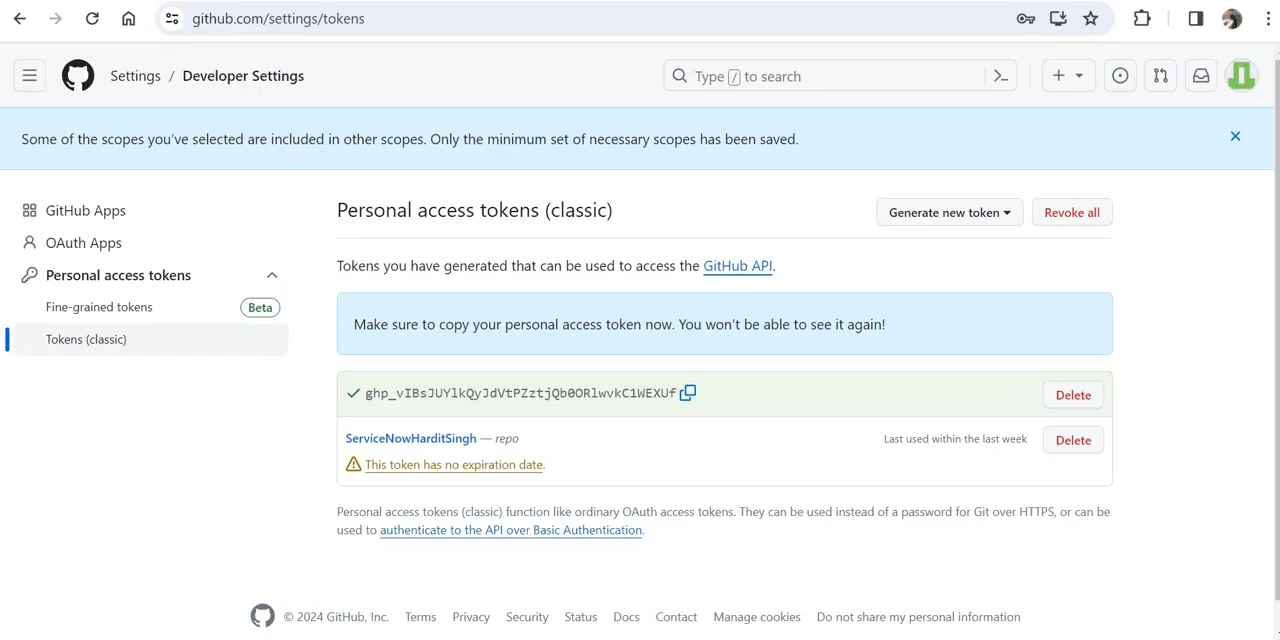 github.com/settings/tokens
Settings / Developer Settings
Type / to search
Some of the scopes you've selected are included in other scopes. Only the minimum set of necessary scopes has been saved.
GitHub Apps
OAuth Apps
Personal access tokens
Fine-grained tokens Beta
Tokens (classic)
Personal access tokens (classic)
Generate new token
Revoke all
Tokens you have generated that can be used to access the GitHub API.
Make sure to copy your personal access token now. You won't be able to see it again!
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
Delete
ServiceNowHarditSingh — repo
Last used within the last week
Delete
This token has no expiration date.
Personal access tokens (classic) function like ordinary OAuth access tokens. They can be used instead of a password for Git over HTTPS, or can be
used to authenticate to the API over Basic Authentication.
© 2024 GitHub, Inc. Terms Privacy Security Status Docs Contact Manage cookies Do not share my personal information